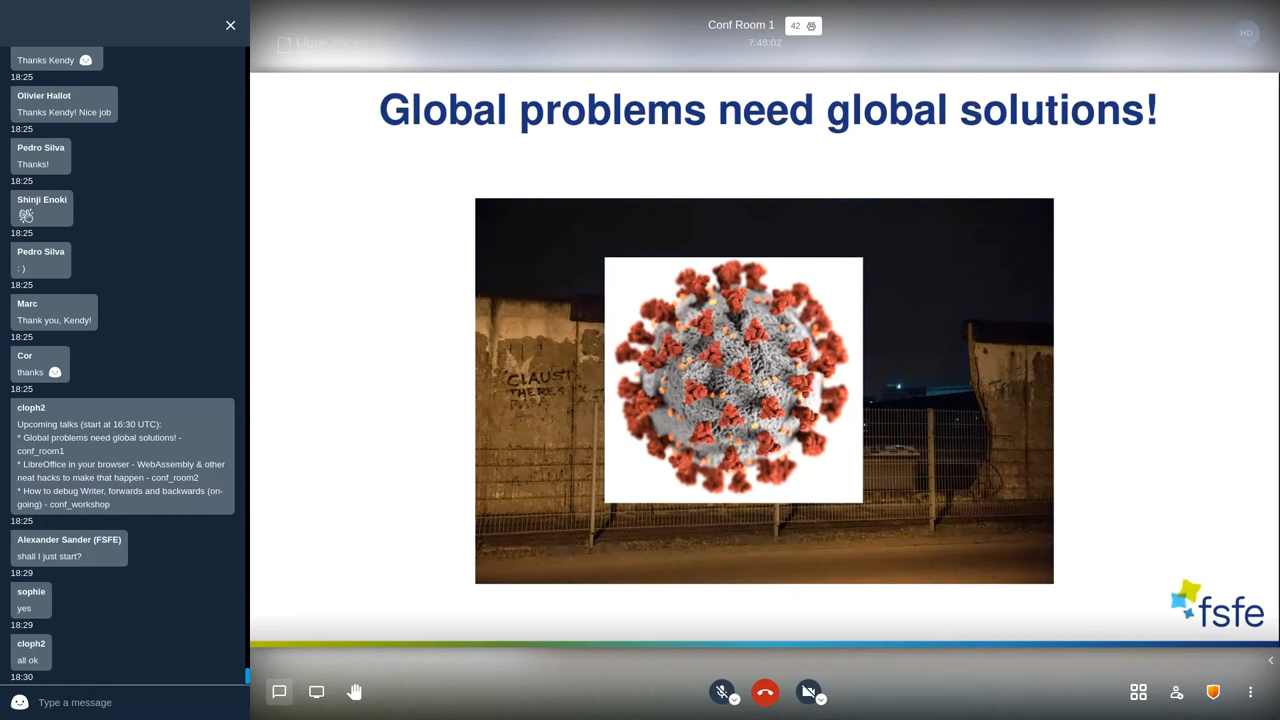 Thanks Kendy
18:25
Olivier Hallot
Thanks Kendy! Nice job
18:25
Pedro Silva
Thanks!
18:25
Shinji Enoki
18:25
Pedro Silva
: )
18:25
Marc
Thank you, Kendy!
18:25
Cor
thanks
18:25
cloph2
Upcoming talks (start at 16:30 UTC):
* Global problems need global solutions! -
conf_room1
* LibreOffice in your browser - WebAssembly & other
neat hacks to make that happen - conf_room2
* How to debug Writer, forwards and backwards (on-
going) - conf_workshop
18:25
Alexander Sander (FSFE)
shall I just start?
18:29
sophie
yes
18:29
cloph2
all ok
18:30
Type a message
Conf Room 1
42
7:48:02
HD
Global problems need global solutions!
CLAUST
THERE'S
fsfe